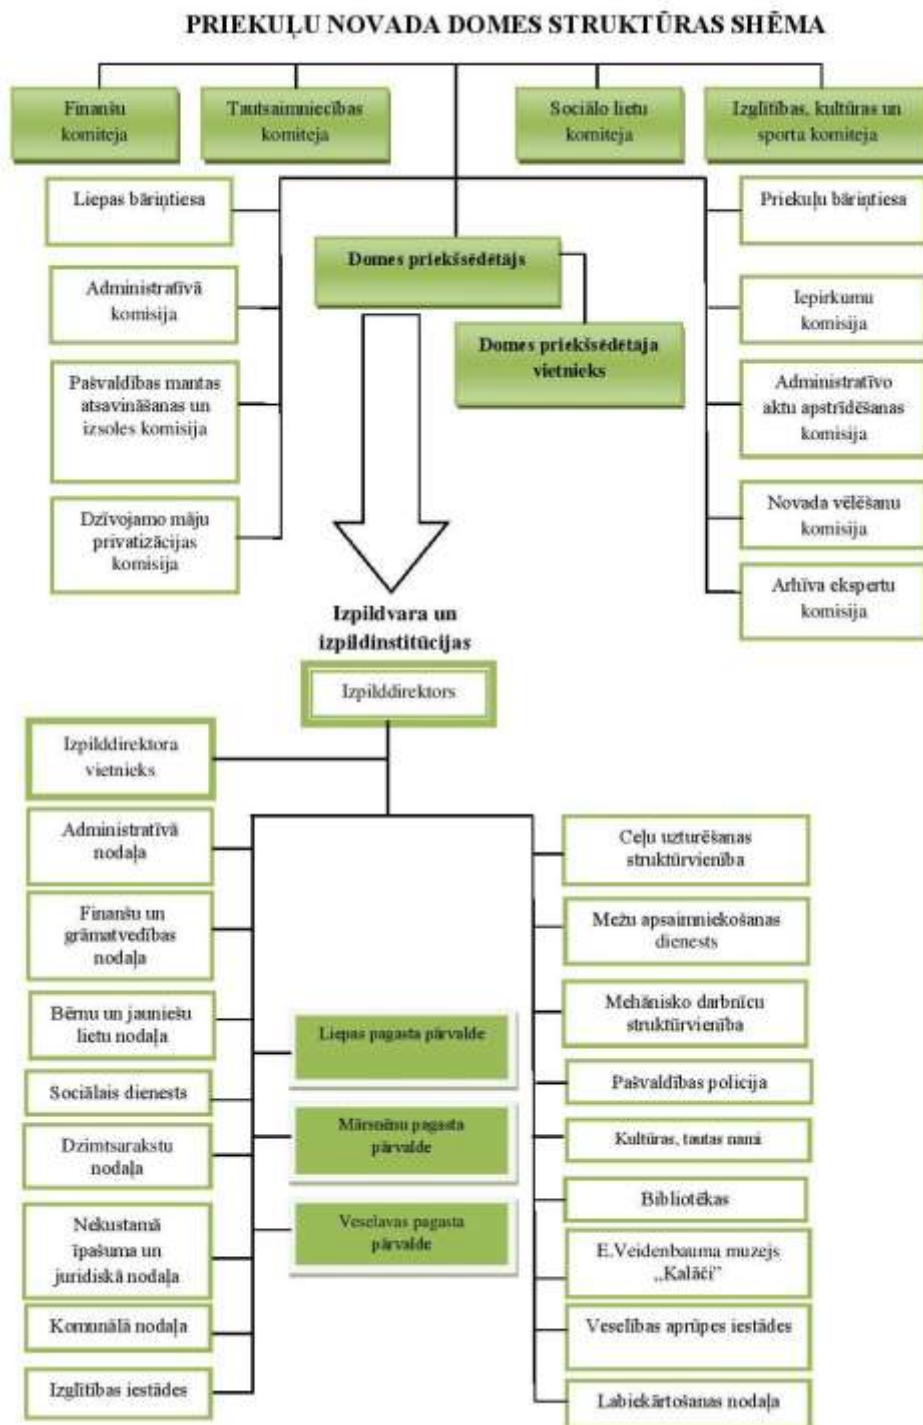 PRIEKUĻU NOVADA DOMES STRUKTŪRAS SHĒMA
Finanšu
komiteja
Tautsaimniecības
komiteja
Sociālo lietu
komiteja
Izglītības, kultūras un
sporta komiteja
Liepas bāriņtiesa
Administratīvā
komisija
Pašvaldības mantas
atsavināšanas un
izsoles komisija
Dzīvojamo māju
privatizācijas
komisija
Domes priekšsēdētājs
Domes priekšsēdētāja
vietnieks
Priekuļu bāriņtiesa
Iepirkumu
komisija
Administratīvo
aktu apstrīdēšanas
komisija
Novada vēlēšanu
komisija
Arhīva ekspertu
komisija
Izpildvara un
izpildinstitūcijas
Izpilddirektors
Izpilddirektora
vietnieks
Administratīvā
nodaļa
Finanšu un
grāmatvedības
nodaļa
Bērnu un jauniešu
lietu nodaļa
Sociālais dienests
Dzimtsarakstu
nodaļa
Nekustamā
īpašuma un
juridiskā nodaļa
Komunālā nodaļa
Izglītības iestādes
Liepas pagasta pārvalde
Mārsnēnu pagasta
pārvalde
Veselavas pagasta
pārvalde
Ceļu uzturēšanas
struktūrvienība
Mežu apsaimniekošanas
dienests
Mehānisko darbnīcu
struktūrvienība
Pašvaldības policija
Kultūras, tautas nami
Bibliotēkas
E.Veidenbauma muzejs
„Kalāči”
Veselības aprūpes iestādes
Labiekārtošanas nodaļa